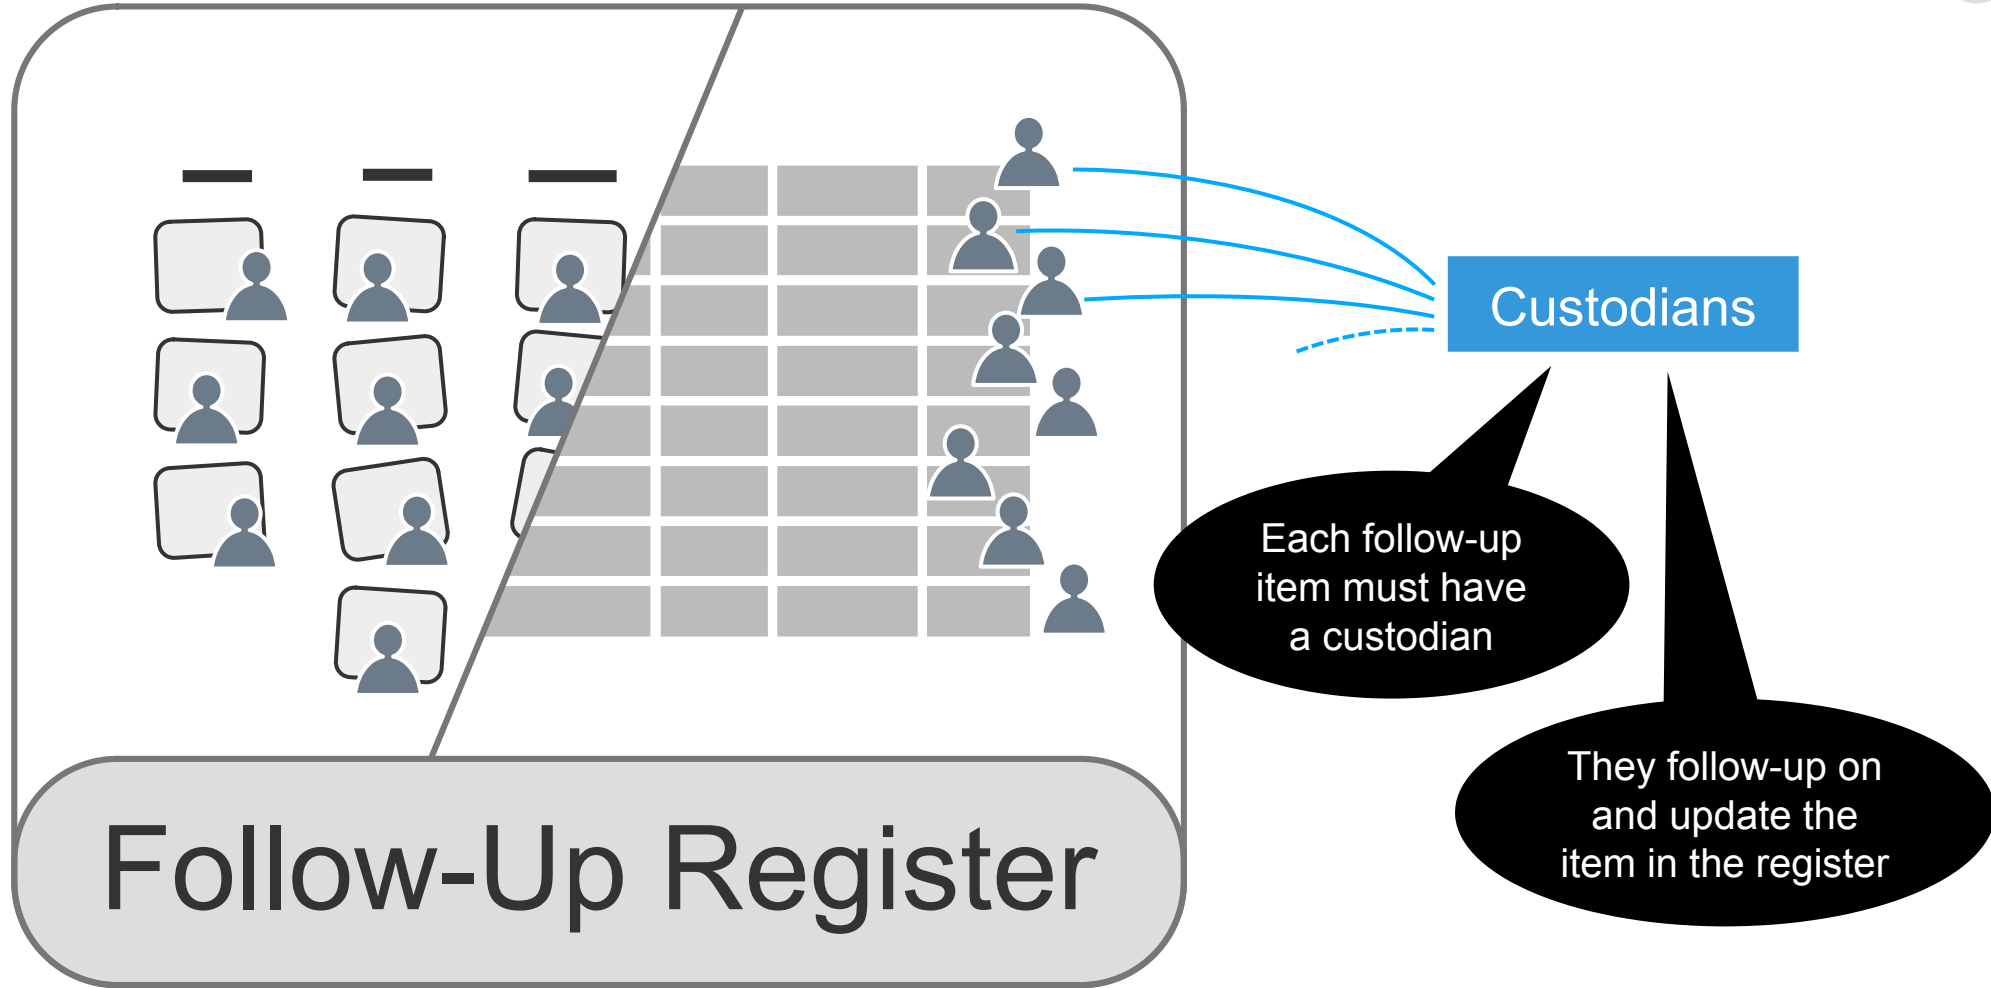 Custodians
Each follow-up
item must have
a custodian
They follow-up on
and update the
item in the register
Follow-Up Register